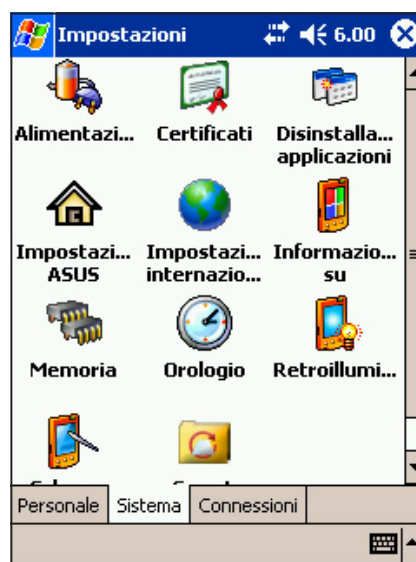 Impostazioni 6.00
Alimentazi... Certificati Disinstalla...
applicazioni
Impostazi... Impostazi... Informazio...
ASUS internazio... su
Memoria Orologio Retroillumi...
Personale Sistema Connessioni